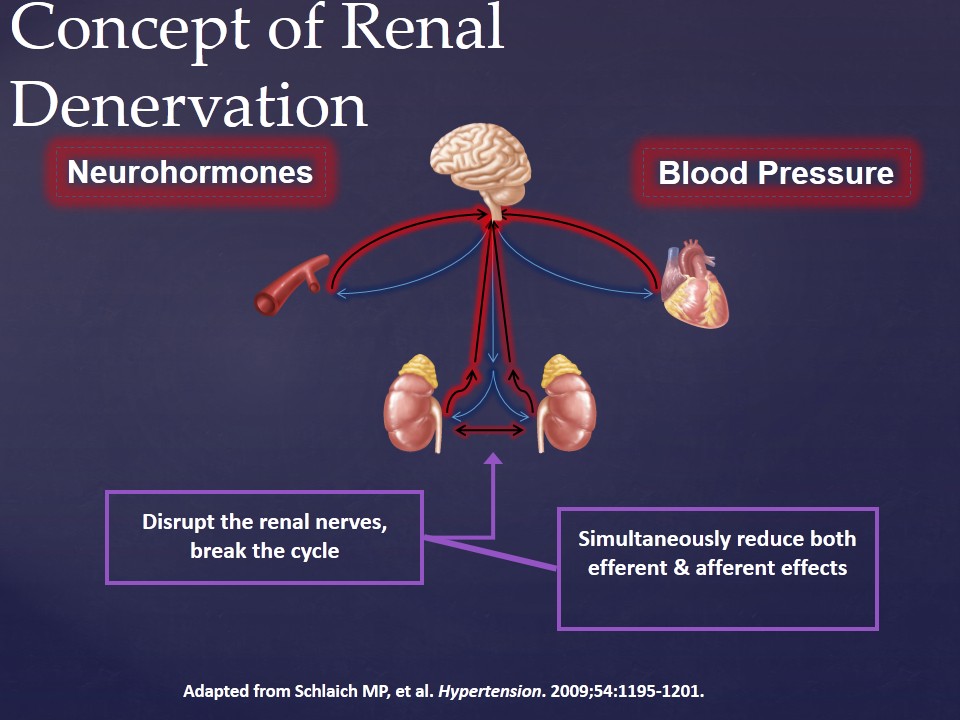 Concept of Renal
Denervation
Neurohormones
Blood Pressure
Disrupt the renal nerves,
break the cycle
Simultaneously reduce both
efferent & afferent effects
Adapted from Schlaich MP, et al. Hypertension. 2009;54:1195-1201.